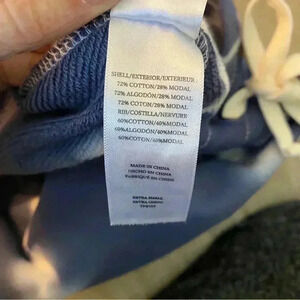 SHELL/EXTERIOR/EXTERIEUR
72% COTTON/28% MODAL
72% ALGODÓN/28% MODAL
72% COTON/28% MODAL
RIB/COSTILLA/NERVURE
60%COTTON/40%MODAL
60%ALGODÓN/40%MODAL
60%COTON/40%MODAL
MADE IN CHINA
HECHO EN CHINA
FABRIQUÉ EN CHINE
EXTRA SMALL
EXTRA